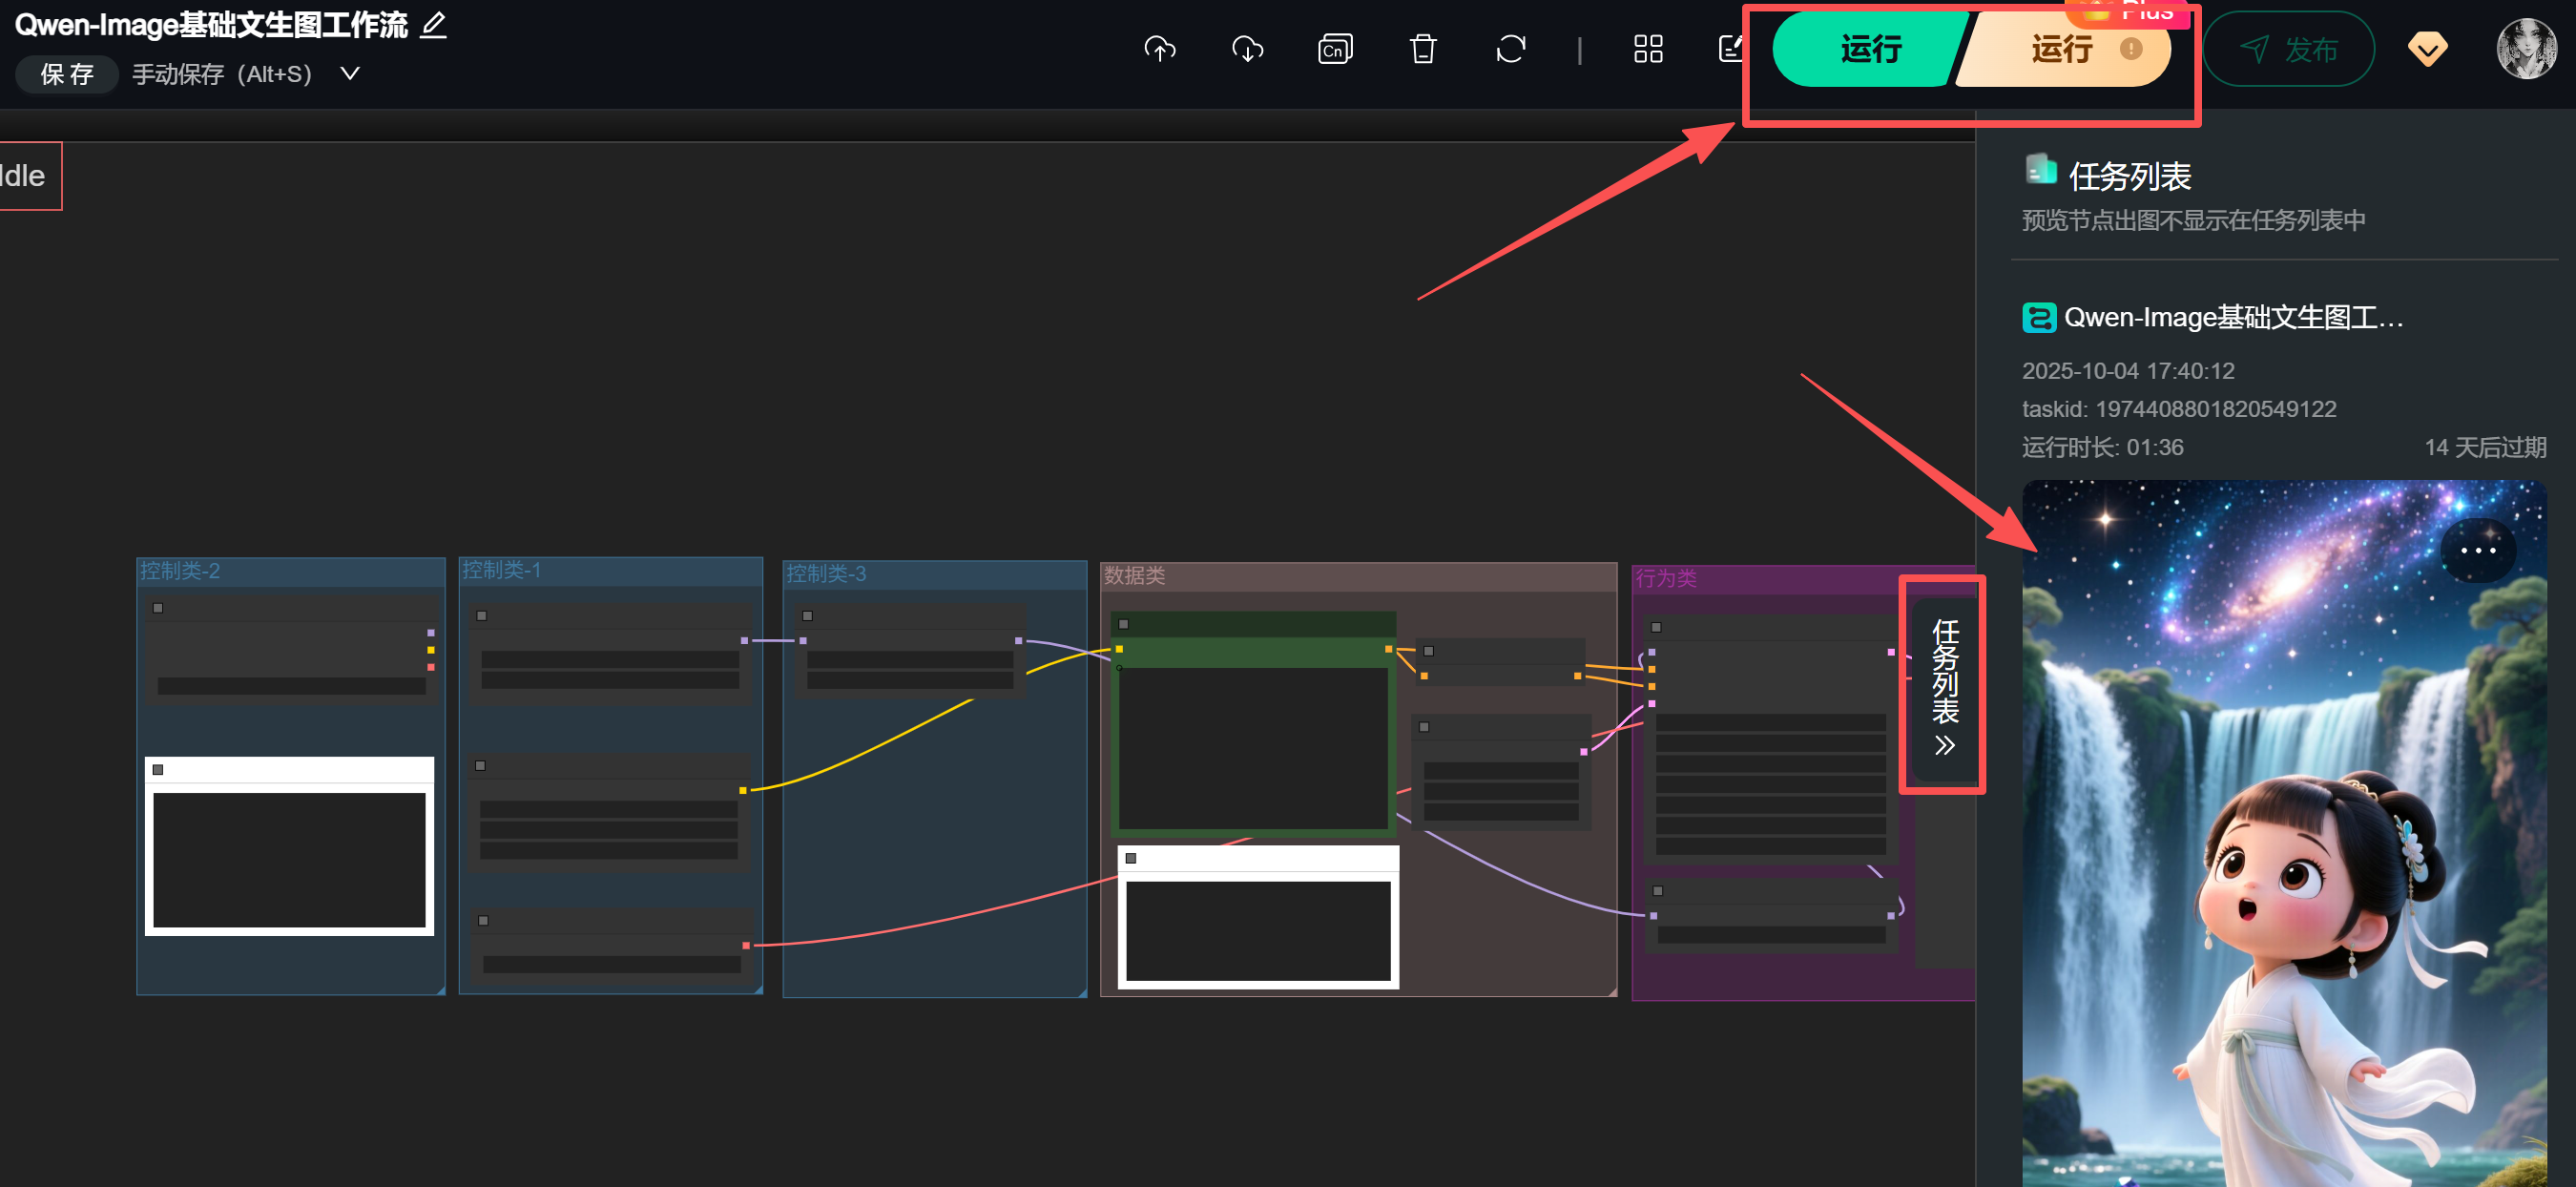 Qwen-Image基础文生图工作流
保存 手动保存（Alt+S）
Cn
运行
运行
Plus
发布
Idle
任务列表
预览节点出图不显示在任务列表中
Qwen-Image基础文生图工…
2025-10-04 17:40:12
taskid: 1974408801820549122
运行时长: 01:36
14 天后过期
控制类-2
控制类-1
控制类-3
数据类
行为类
任务列表